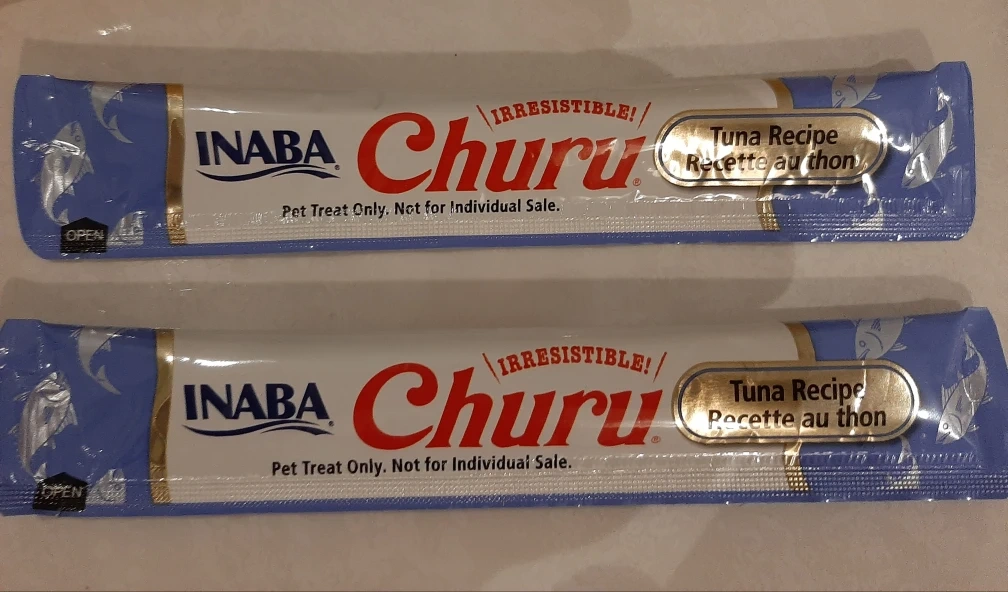 IRRESISTIBLE!
INABA® Churu®
Tuna Recipe
Recette au thon
Pet Treat Only. Not for Individual Sale.
OPEN
IRRESISTIBLE!
INABA® Churu®
Tuna Recipe
Recette au thon
Pet Treat Only. Not for Individual Sale.
OPEN